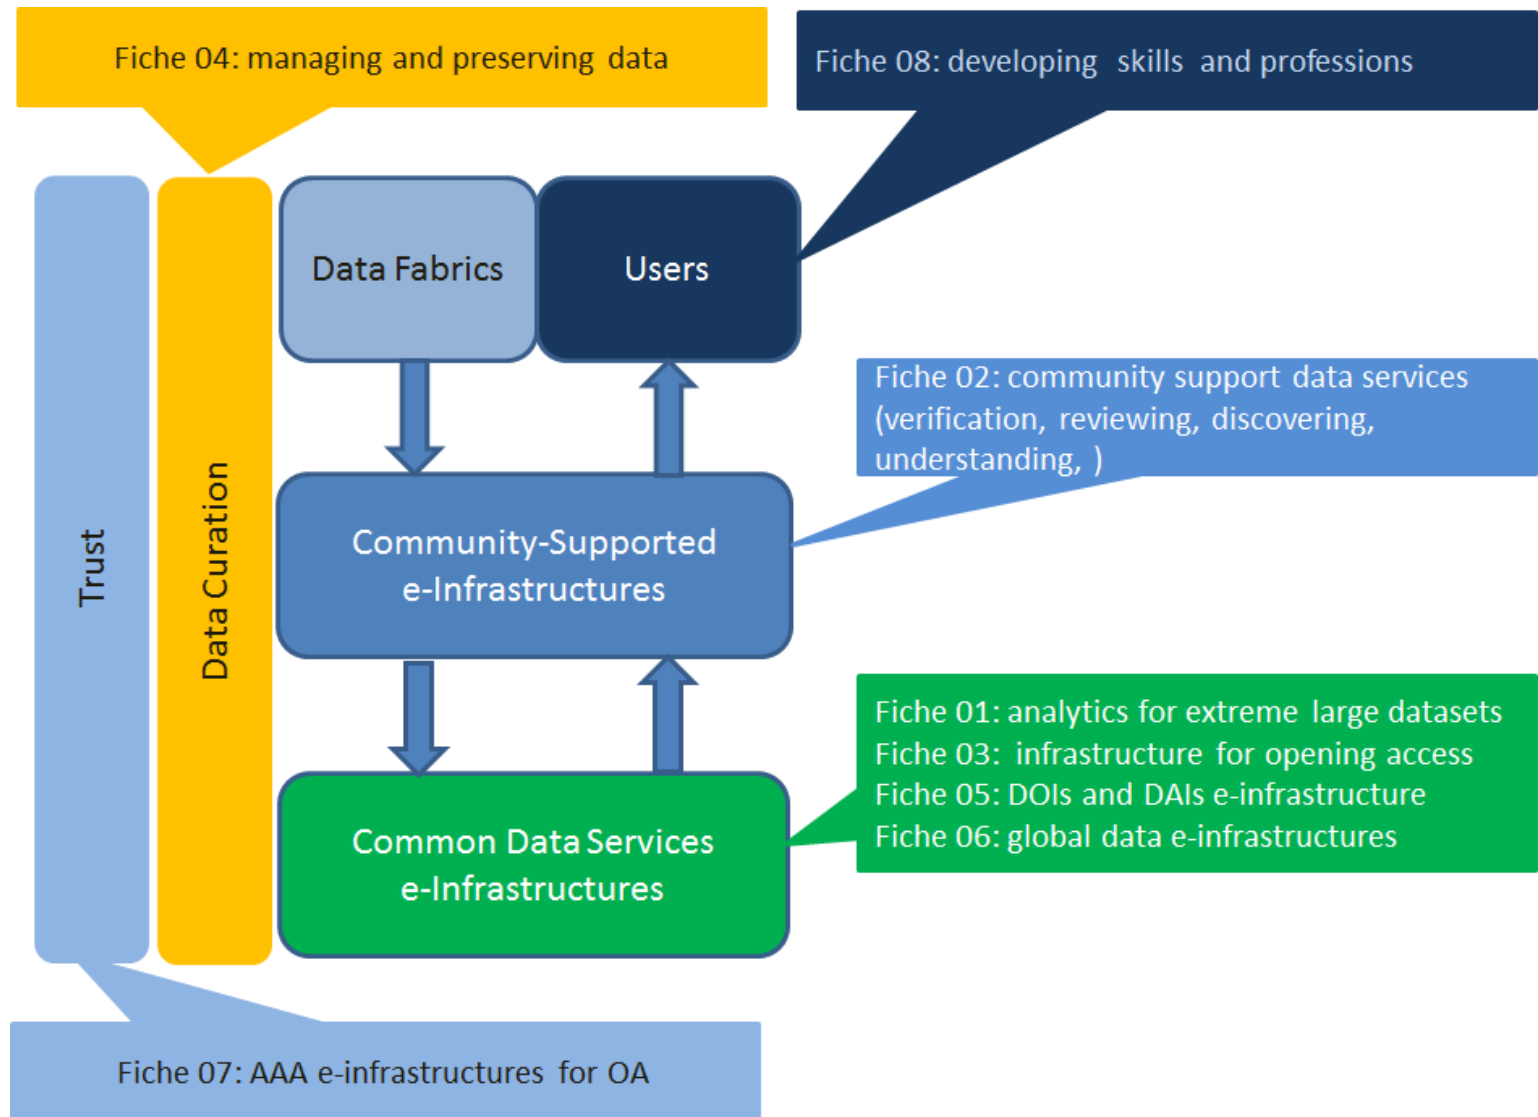 Fiche 04: managing and preserving data
Fiche 08: developing skills and professions
Trust
Data Curation
Data Fabrics
Users
Fiche 02: community support data services
(verification, reviewing, discovering,
understanding, )
Community-Supported
e-Infrastructures
Fiche 01: analytics for extreme large datasets
Fiche 03: infrastructure for opening access
Fiche 05: DOIs and DAIs e-infrastructure
Fiche 06: global data e-infrastructures
Common Data Services
e-Infrastructures
Fiche 07: AAA e-infrastructures for OA